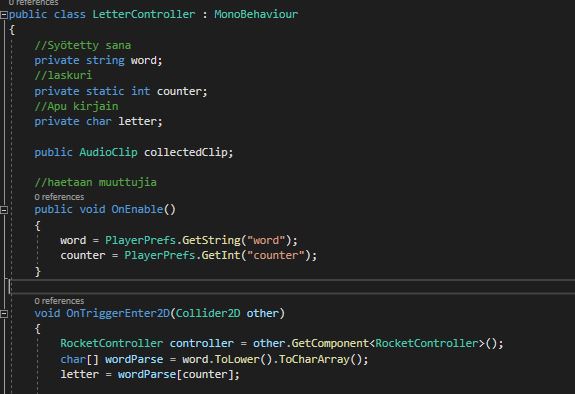 0 references
public class LetterController : MonoBehaviour
{
//Syötetty sana
private string word;
//laskuri
private static int counter;
//Apu kirjain
private char letter;
public AudioClip collectedClip;
//haetaan muuttujia
0 references
public void OnEnable()
{
word = PlayerPrefs.GetString("word");
counter = PlayerPrefs.GetInt("counter");
}
0 references
void OnTriggerEnter2D(Collider2D other)
{
RocketController controller = other.GetComponent<RocketController>();
char[] wordParse = word.ToLower().ToCharArray();
letter = wordParse[counter];